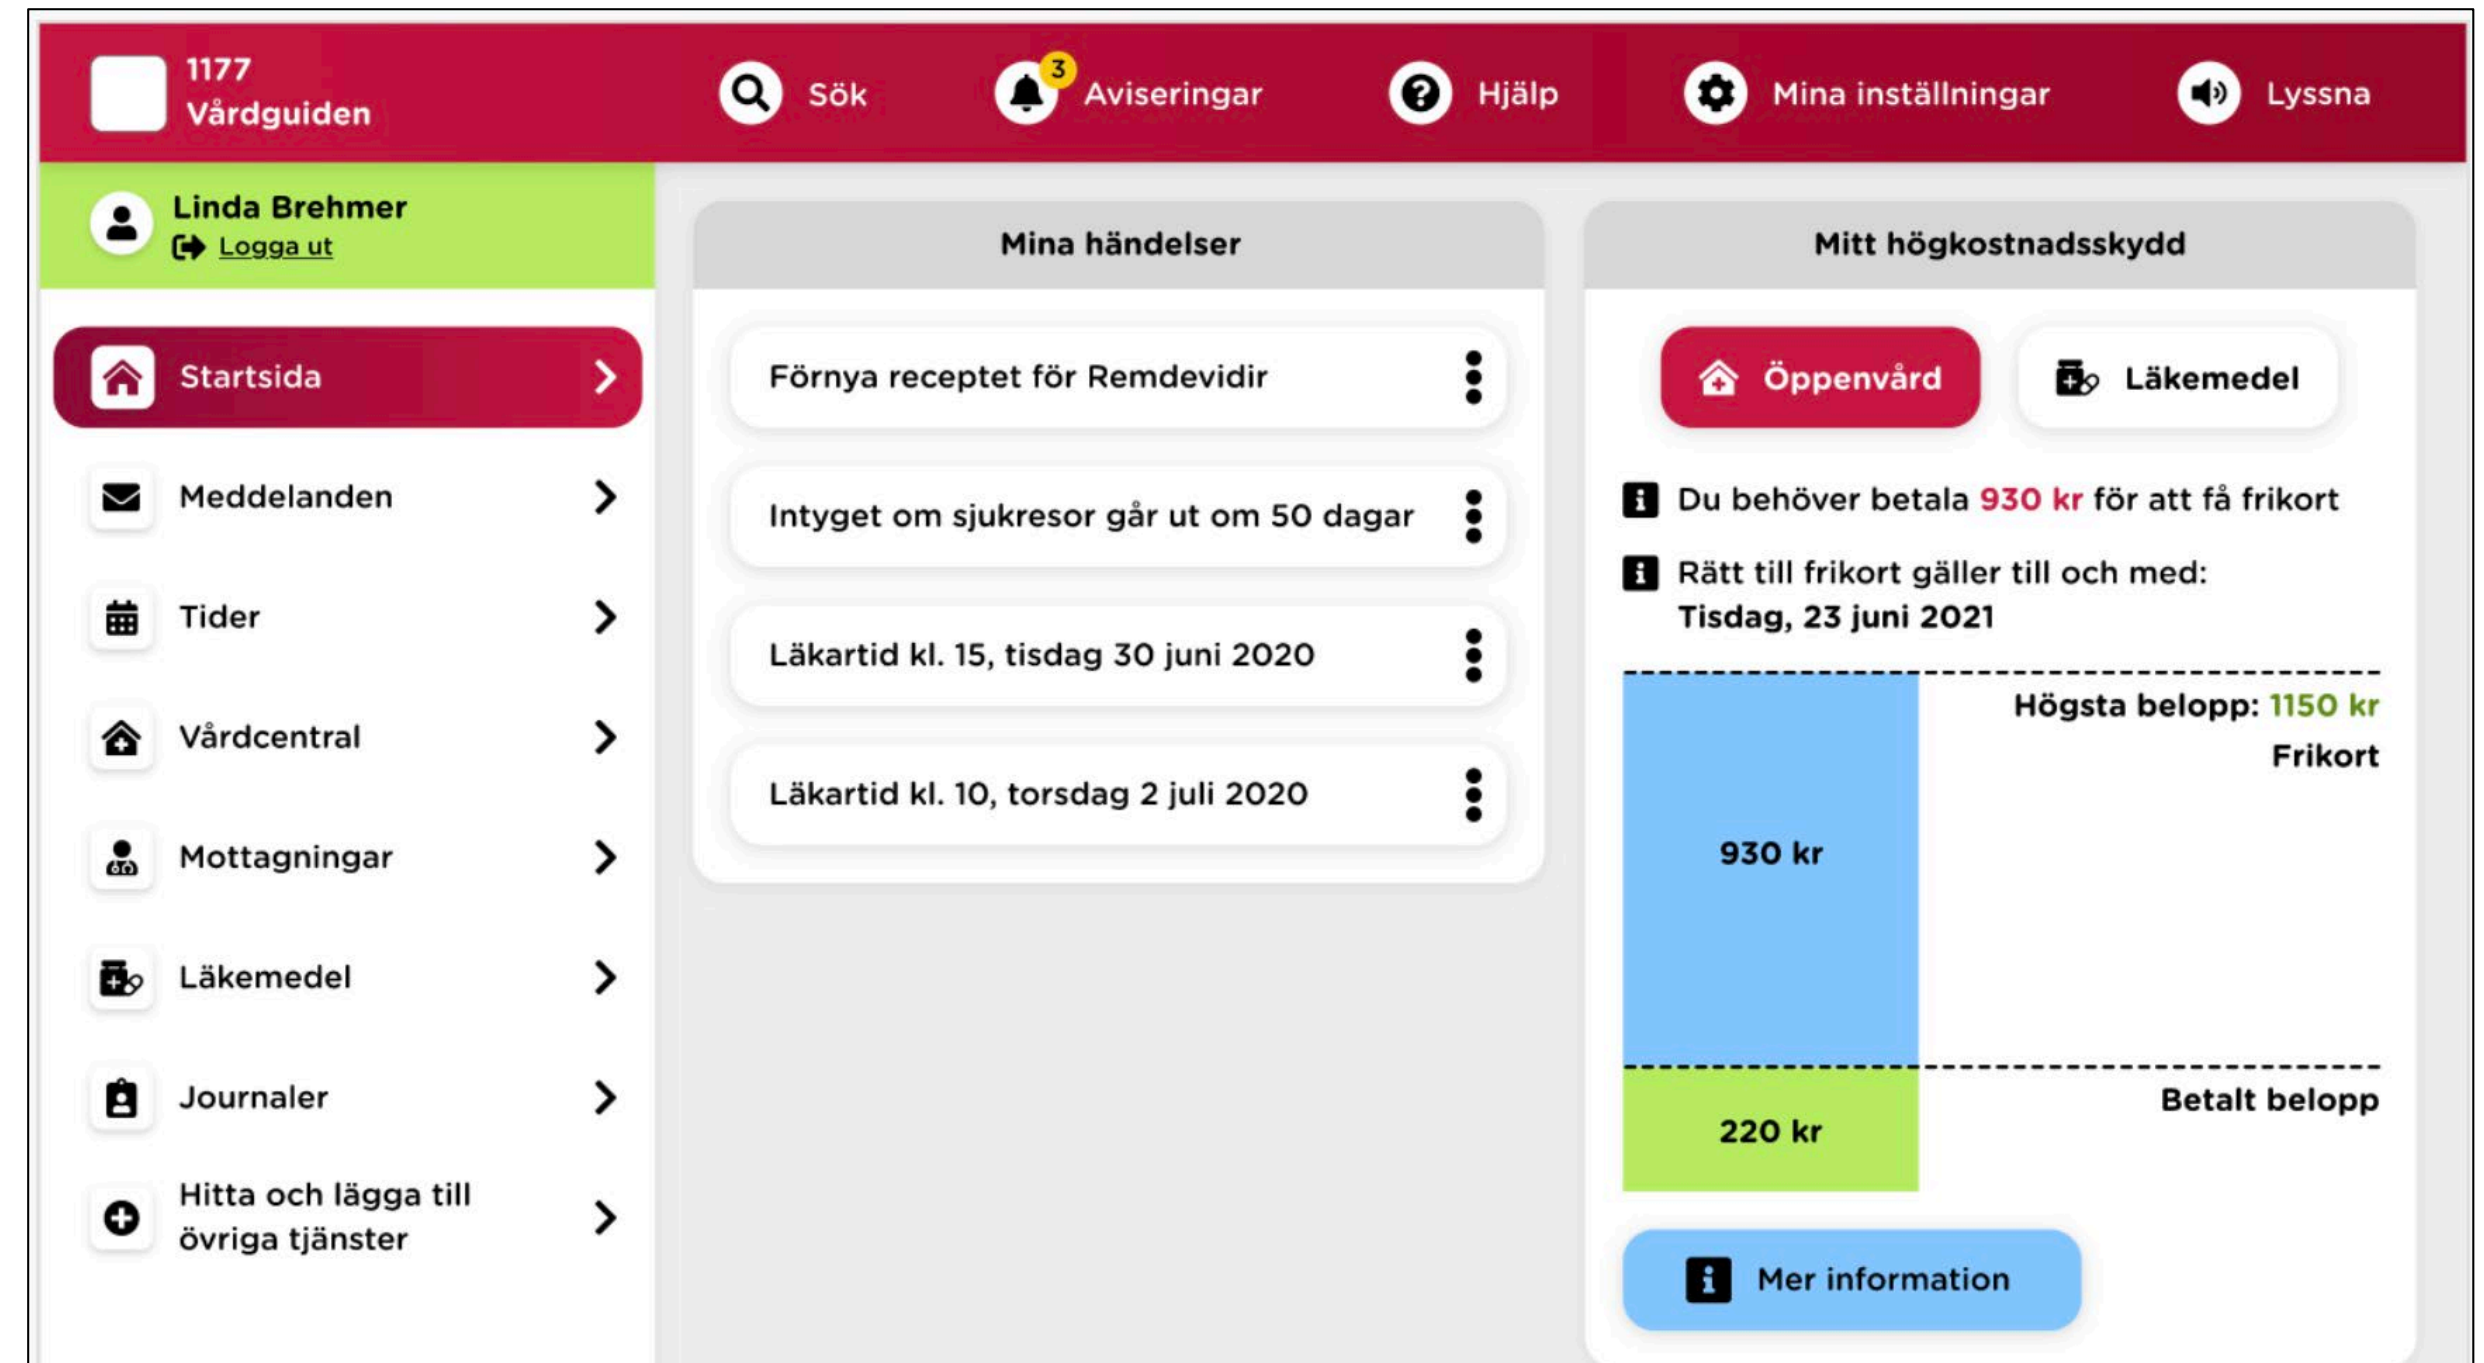 1177
Vårdguiden
Sök
3
Aviseringar
Hjälp
Mina inställningar
Lyssna
Linda Brehmer
Logga ut
Startsida
Meddelanden
Tider
Vårdcentral
Mottagningar
Läkemedel
Journaler
Hitta och lägga till
övriga tjänster
Mina händelser
Förnya receptet för Remdevidir
Intyget om sjukresor går ut om 50 dagar
Läkartid kl. 15, tisdag 30 juni 2020
Läkartid kl. 10, torsdag 2 juli 2020
Mitt högkostnadsskydd
Öppenvård
Läkemedel
Du behöver betala 930 kr för att få frikort
Rätt till frikort gäller till och med:
Tisdag, 23 juni 2021
Högsta belopp: 1150 kr
Frikort
930 kr
Betalt belopp
220 kr
Mer information